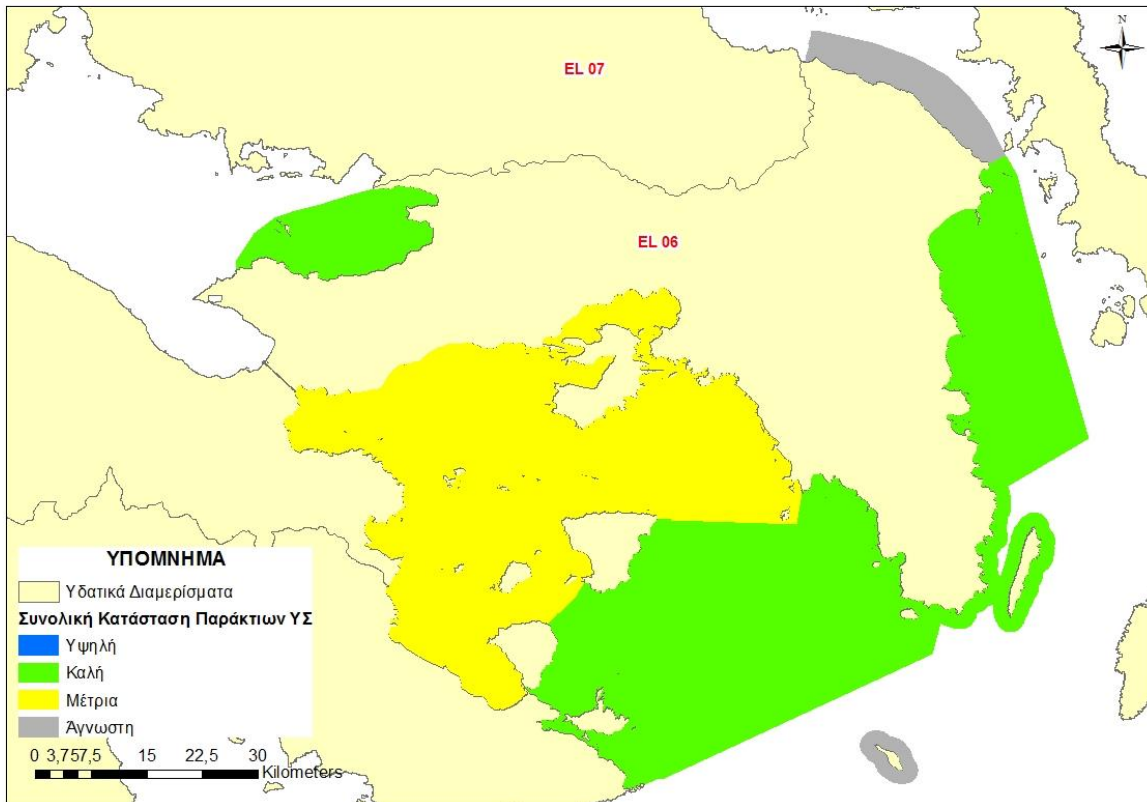 N
EL 07
EL 06
ΥΠΟΜΝΗΜΑ
Υδατικά Διαμερίσματα
Συνολική Κατάσταση Παράκτιων ΥΣ
Υψηλή
Καλή
Μέτρια
Άγνωστη
0 3,757,5 15 22,5 30
Kilometers